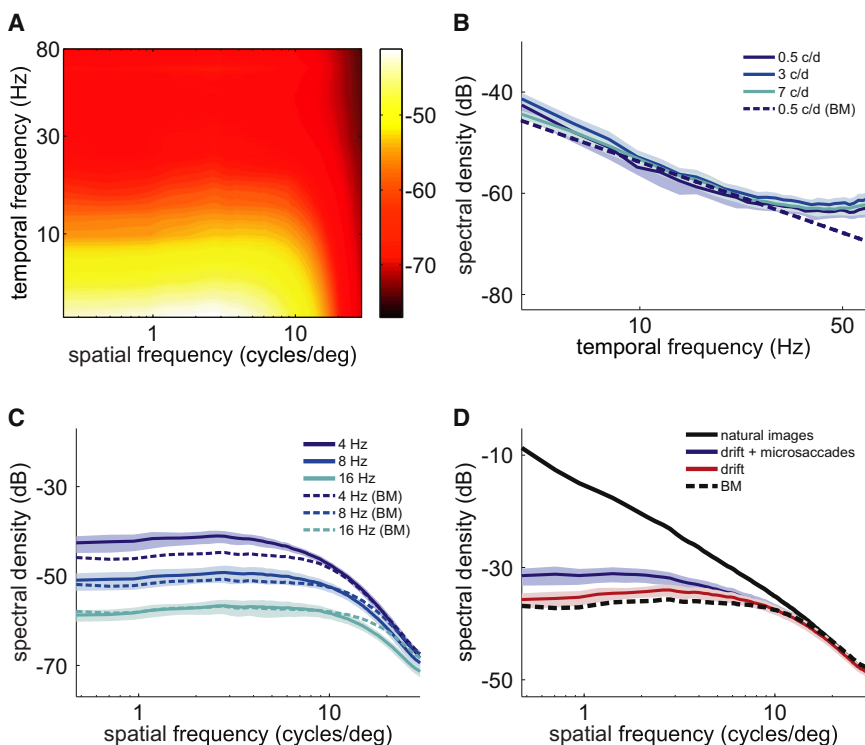 A
80
30
10
temporal frequency (Hz)
1
10
spatial frequency (cycles/deg)
-50
-60
-70
B
0.5 c/d
3 c/d
7 c/d
0.5 c/d (BM)
-40
-60
-80
spectral density (dB)
10
50
temporal frequency (Hz)
C
4 Hz
8 Hz
16 Hz
4 Hz (BM)
8 Hz (BM)
16 Hz (BM)
-30
-50
-70
spectral density (dB)
1
10
spatial frequency (cycles/deg)
D
natural images
drift + microsaccades
drift
BM
-10
-30
-50
spectral density (dB)
1
10
spatial frequency (cycles/deg)